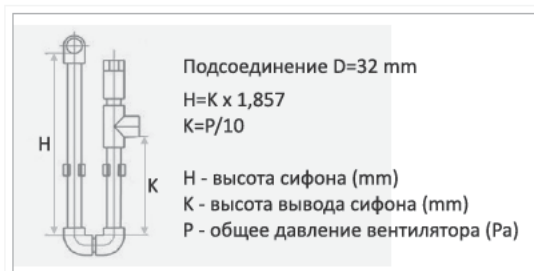 Подсоединение D=32 mm
H=K x 1,857
K=P/10
H
K
H - высота сифона (mm)
K - высота вывода сифона (mm)
P - общее давление вентилятора (Pa)